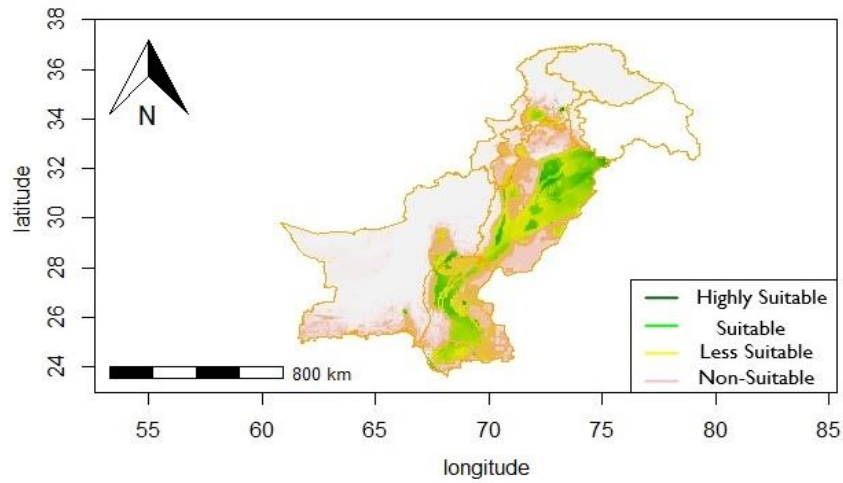 38
36
34
32
30
28
26
24
latitude
N
800 km
Highly Suitable
Suitable
Less Suitable
Non-Suitable
55 60 65 70 75 80 85
longitude